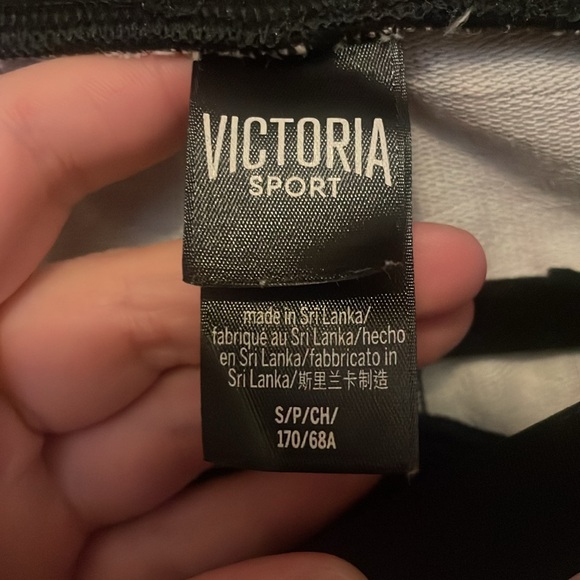 VICTORIA
SPORT
made in Sri Lanka/
fabriqué au Sri Lanka/hecho
en Sri Lanka/fabbricato in
Sri Lanka/斯里兰卡制造
S/P/CH/
170/68A